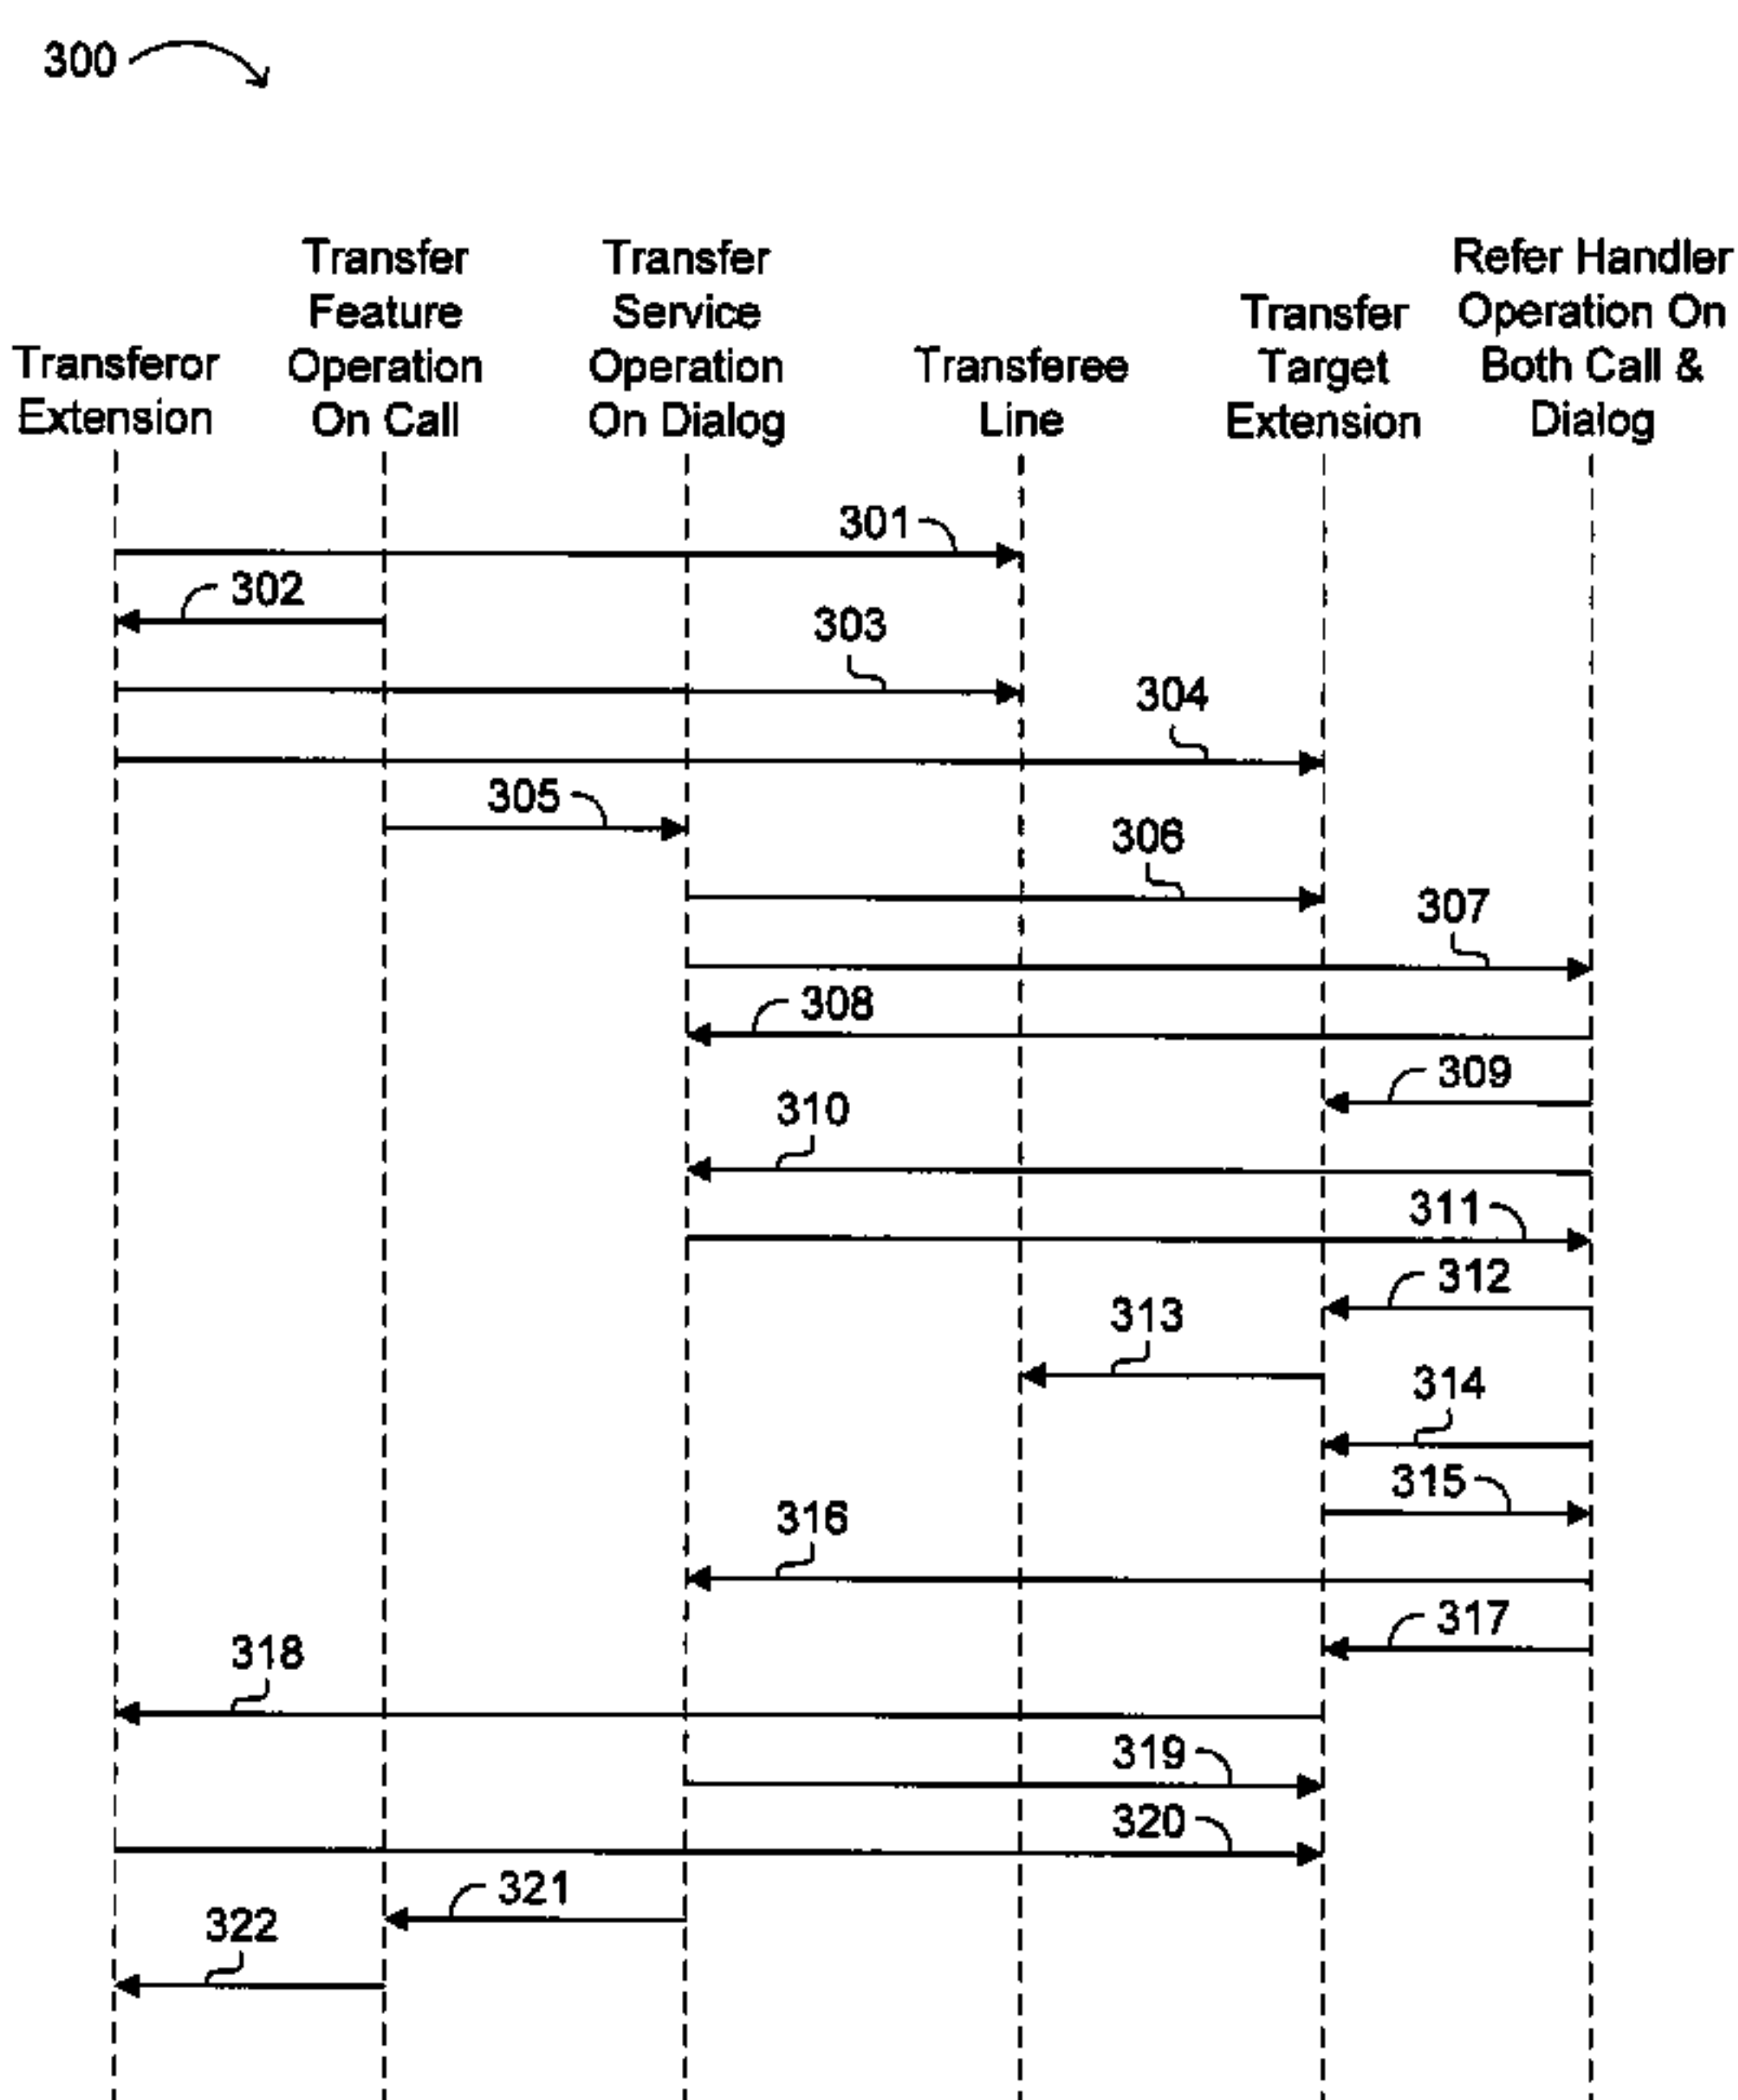 300
Transferor
Extension
Transfer
Feature
Operation
On Call
Transfer
Service
Operation
On Dialog
Transferee
Line
Transfer
Target
Extension
Refer Handler
Operation On
Both Call &
Dialog
301
302
303
304
305
306
307
308
309
310
311
312
313
314
315
316
317
318
319
320
321
322